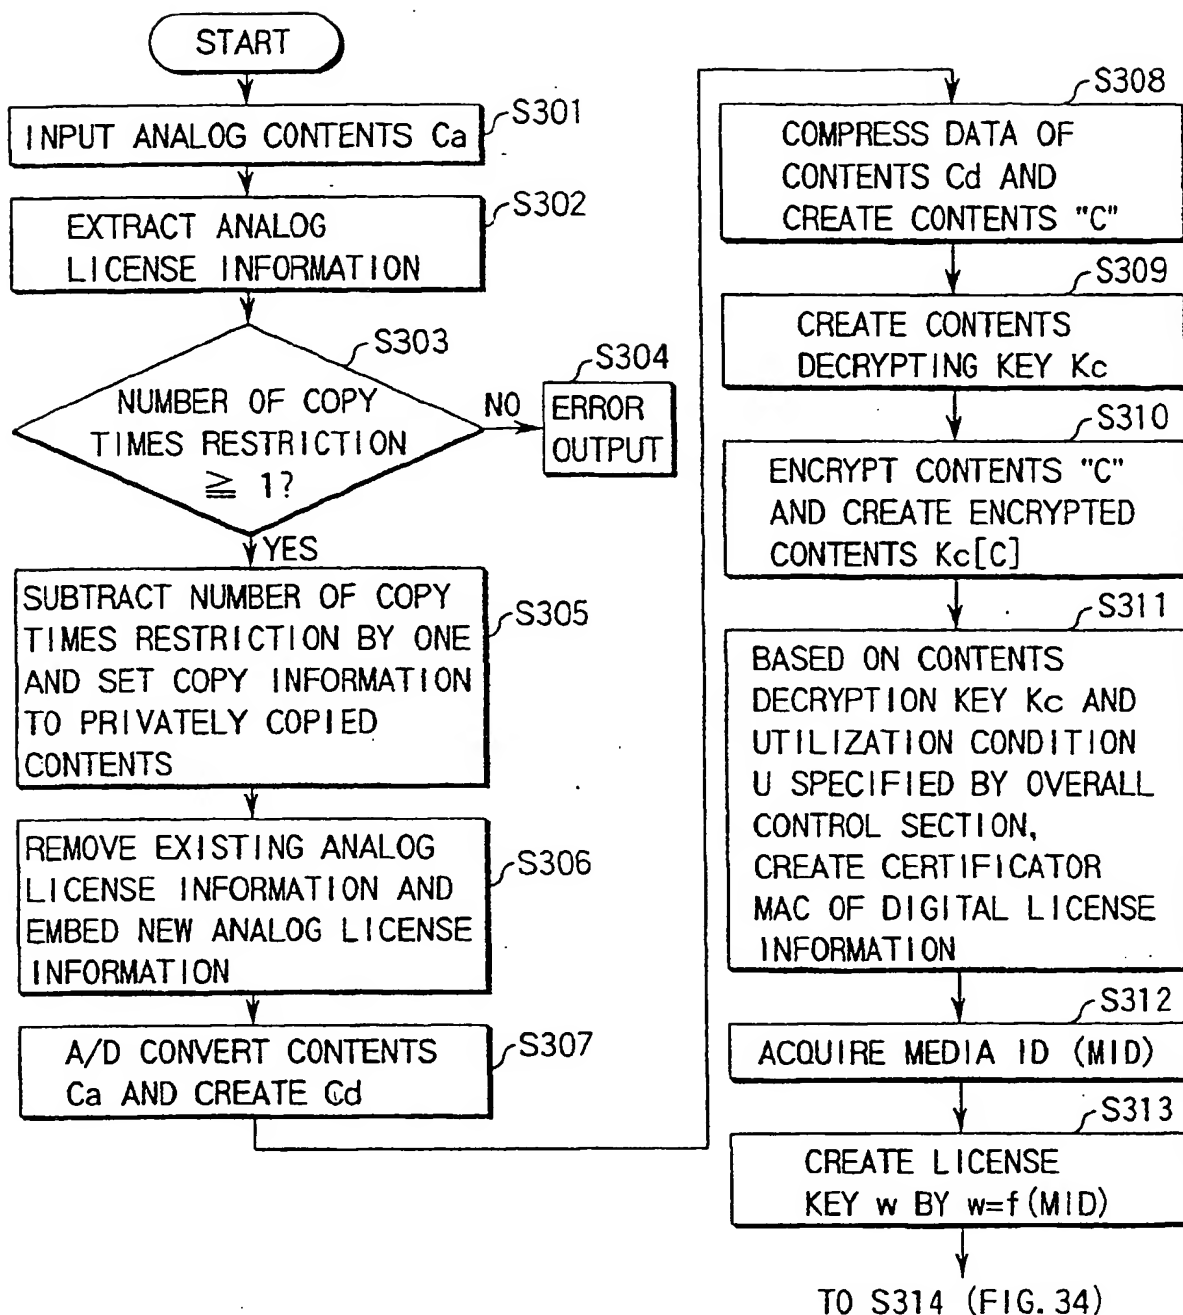 START
S301
INPUT ANALOG CONTENTS Ca
S302
EXTRACT ANALOG
LICENSE INFORMATION
S303
NUMBER OF COPY
TIMES RESTRICTION
≧ 1?
NO
S304
ERROR
OUTPUT
YES
S305
SUBTRACT NUMBER OF COPY
TIMES RESTRICTION BY ONE
AND SET COPY INFORMATION
TO PRIVATELY COPIED
CONTENTS
S306
REMOVE EXISTING ANALOG
LICENSE INFORMATION AND
EMBED NEW ANALOG LICENSE
INFORMATION
S307
A/D CONVERT CONTENTS
Ca AND CREATE Cd
S308
COMPRESS DATA OF
CONTENTS Cd AND
CREATE CONTENTS "C"
S309
CREATE CONTENTS
DECRYPTING KEY Kc
S310
ENCRYPT CONTENTS "C"
AND CREATE ENCRYPTED
CONTENTS Kc[C]
S311
BASED ON CONTENTS
DECRYPTION KEY Kc AND
UTILIZATION CONDITION
U SPECIFIED BY OVERALL
CONTROL SECTION,
CREATE CERTIFICATOR
MAC OF DIGITAL LICENSE
INFORMATION
S312
ACQUIRE MEDIA ID (MID)
S313
CREATE LICENSE
KEY w BY w=f(MID)
TO S314 (FIG. 34)